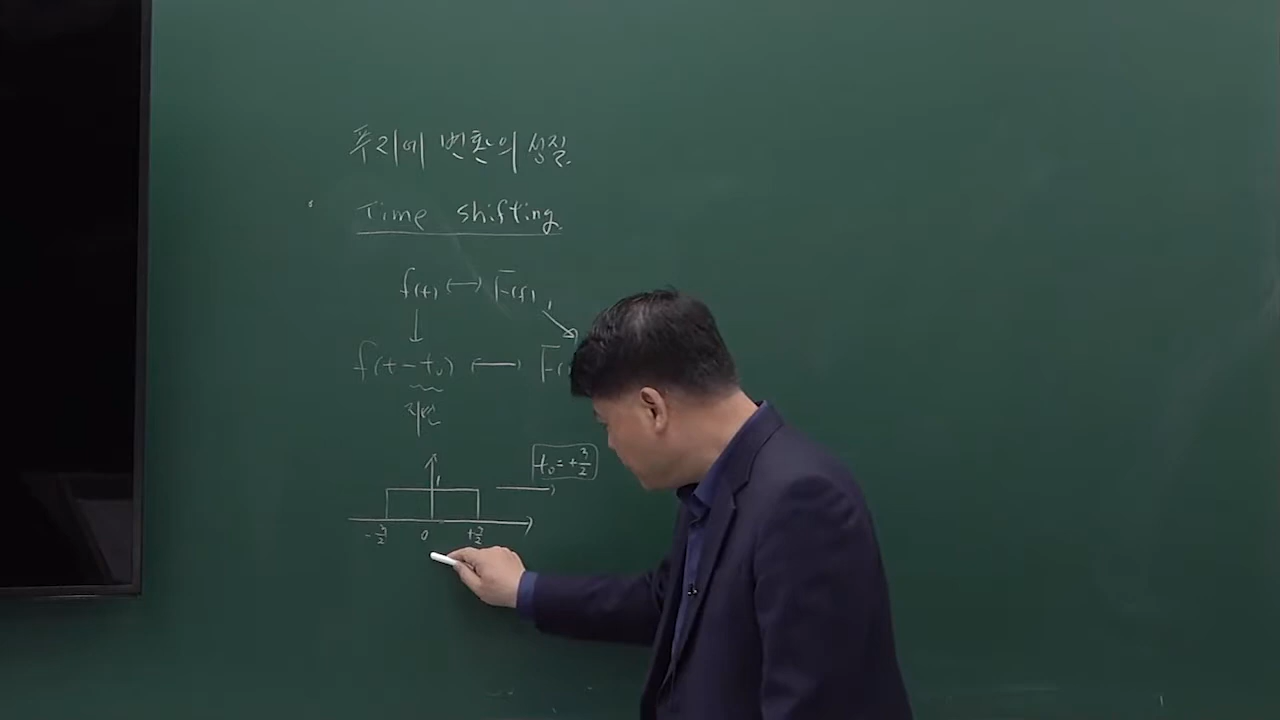 푸리에 변환의 성질.
Time shifting.
f(t) ↔ F(f)
↓
f(t-t₀) ↔ F(
지연
t₀=+3/2
1
-3/2 0 +3/2